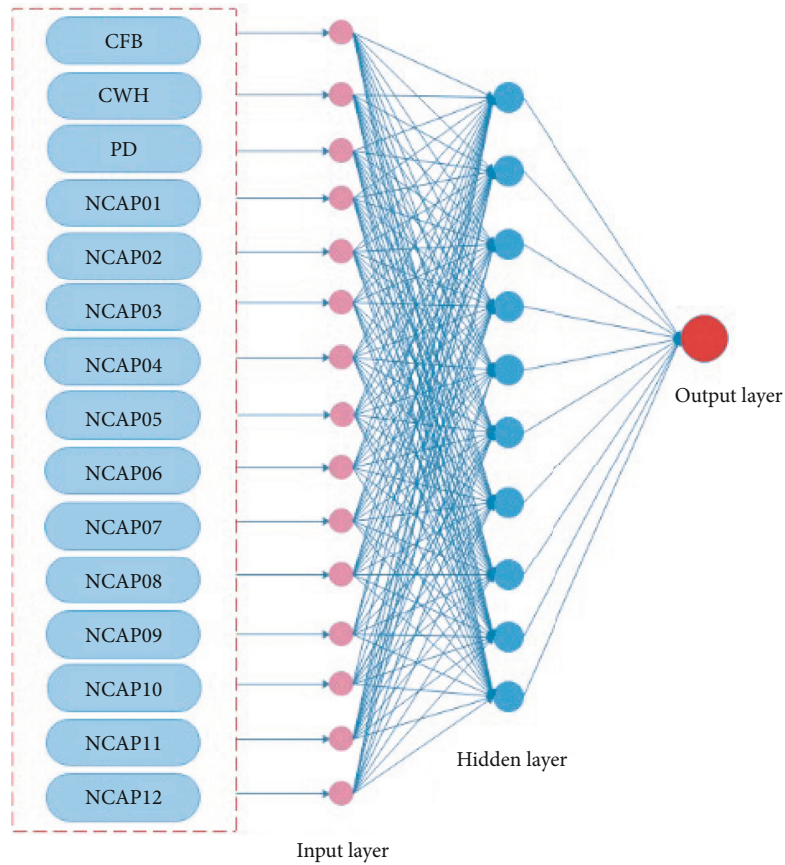 CFB
CWH
PD
NCAP01
NCAP02
NCAP03
NCAP04
NCAP05
NCAP06
NCAP07
NCAP08
NCAP09
NCAP10
NCAP11
NCAP12
Input layer
Hidden layer
Output layer